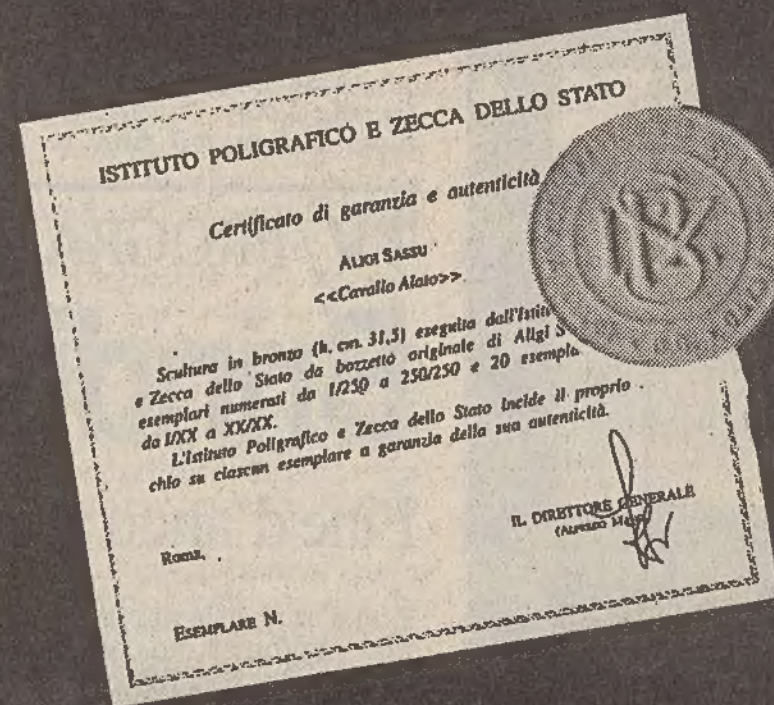 ISTITUTO POLIGRAFICO E ZECCA DELLO STATO
Certificato di garanzia e autenticità
ALIGI SASSU
<<Cavallo Alato>>
Scultura in bronzo (h. cm. 31,5) eseguita dall'Istit
e Zecca dello Stato da bozzetto originale di Aligi S
esemplari numerati da 1/250 a 250/250 e 20 esempla
da I/XX a XX/XX.
L'Istituto Poligrafico e Zecca dello Stato incide il proprio
chio su ciascun esemplare a garanzia della sua autenticità.
IL DIRETTORE GENERALE
Roma,
ESEMPLARE N.